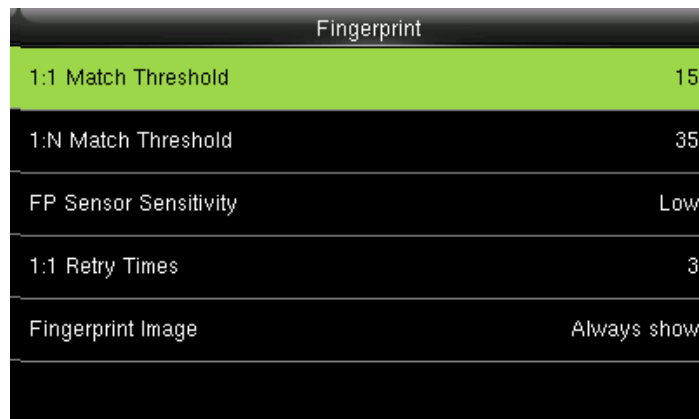 Fingerprint
1:1 Match Threshold 15
1:N Match Threshold 35
FP Sensor Sensitivity Low
1:1 Retry Times 3
Fingerprint Image Always show